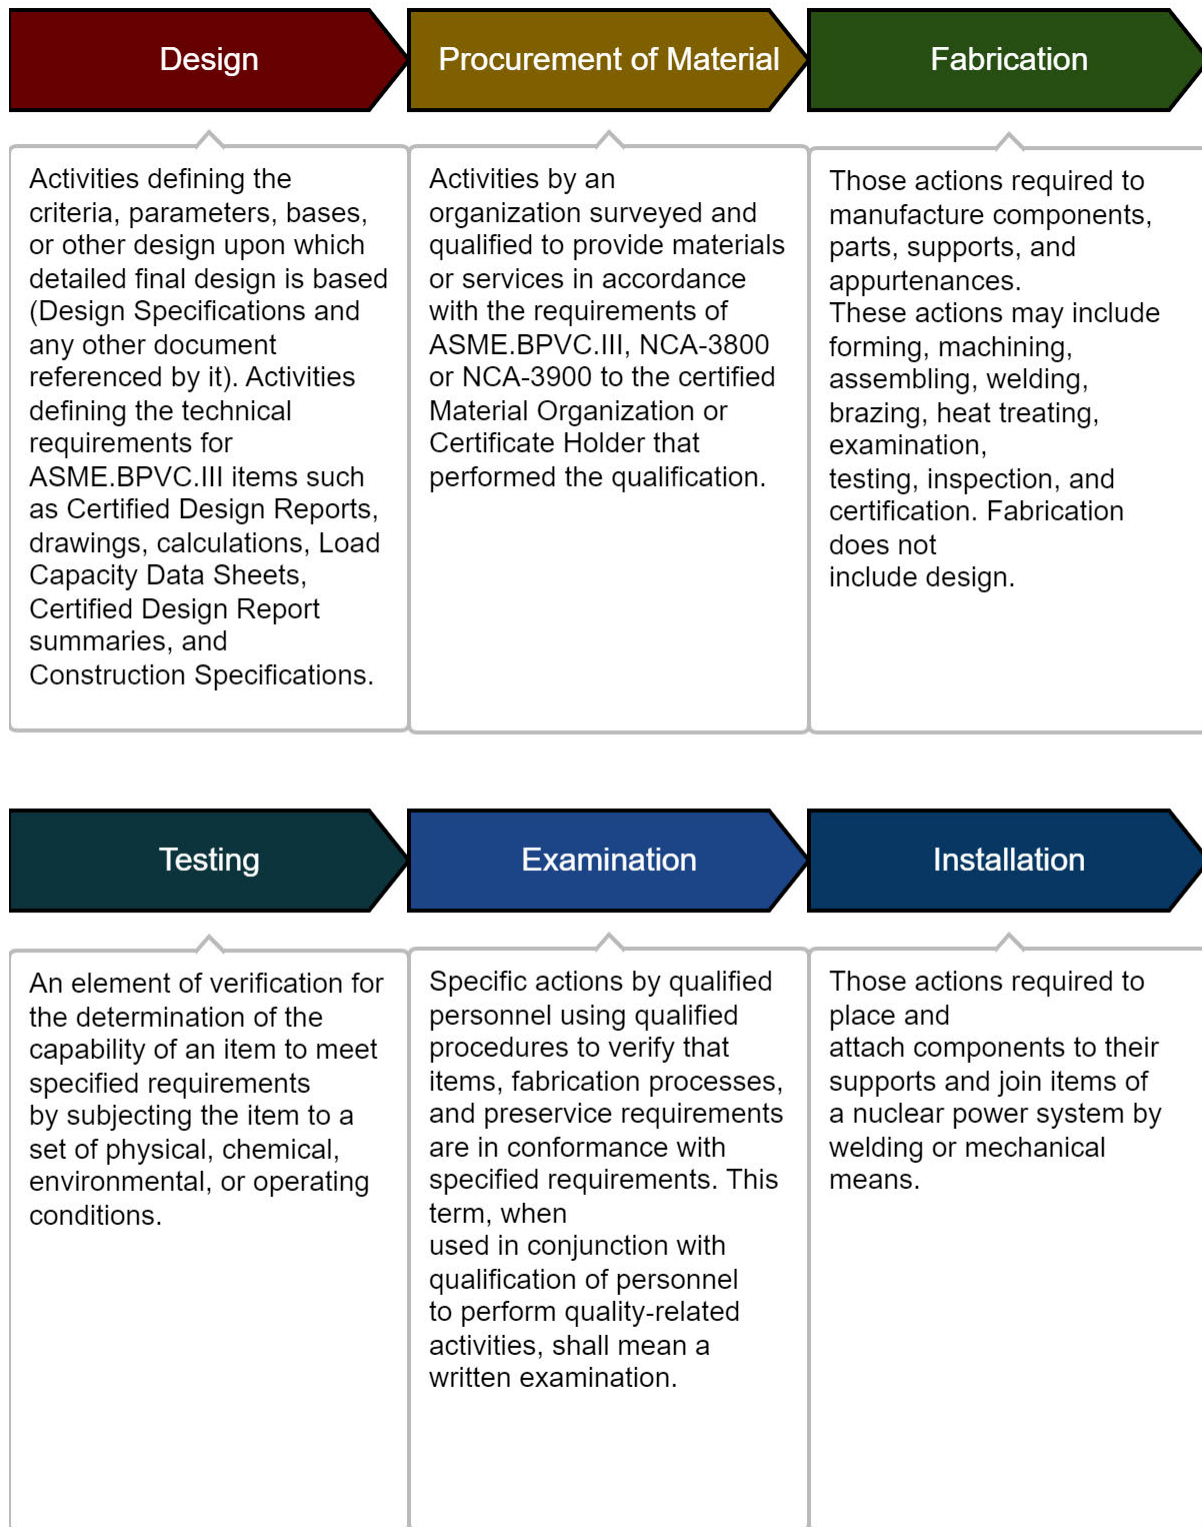 Design
Procurement of Material
Fabrication
Activities defining the
criteria, parameters, bases,
or other design upon which
detailed final design is based
(Design Specifications and
any other document
referenced by it). Activities
defining the technical
requirements for
ASME.BPVC.III items such
as Certified Design Reports,
drawings, calculations, Load
Capacity Data Sheets,
Certified Design Report
summaries, and
Construction Specifications.
Activities by an
organization surveyed and
qualified to provide materials
or services in accordance
with the requirements of
ASME.BPVC.III, NCA-3800
or NCA-3900 to the certified
Material Organization or
Certificate Holder that
performed the qualification.
Those actions required to
manufacture components,
parts, supports, and
appurtenances.
These actions may include
forming, machining,
assembling, welding,
brazing, heat treating,
examination,
testing, inspection, and
certification. Fabrication
does not
include design.
Testing
Examination
Installation
An element of verification for
the determination of the
capability of an item to meet
specified requirements
by subjecting the item to a
set of physical, chemical,
environmental, or operating
conditions.
Specific actions by qualified
personnel using qualified
procedures to verify that
items, fabrication processes,
and preservice requirements
are in conformance with
specified requirements. This
term, when
used in conjunction with
qualification of personnel
to perform quality-related
activities, shall mean a
written examination.
Those actions required to
place and
attach components to their
supports and join items of
a nuclear power system by
welding or mechanical
means.